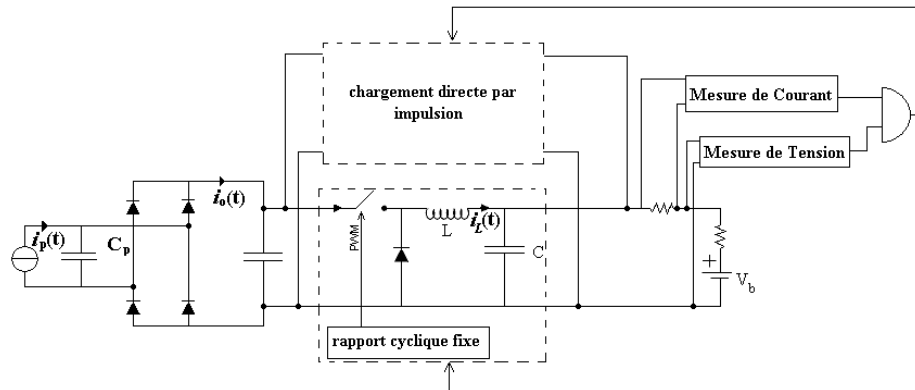 chargement directe par
impulsion
Mesure de Courant
Mesure de Tension
i_o(t)
i_p(t)
C_p
PWM
L
i_L(t)
C
+
V_b
rapport cyclique fixe